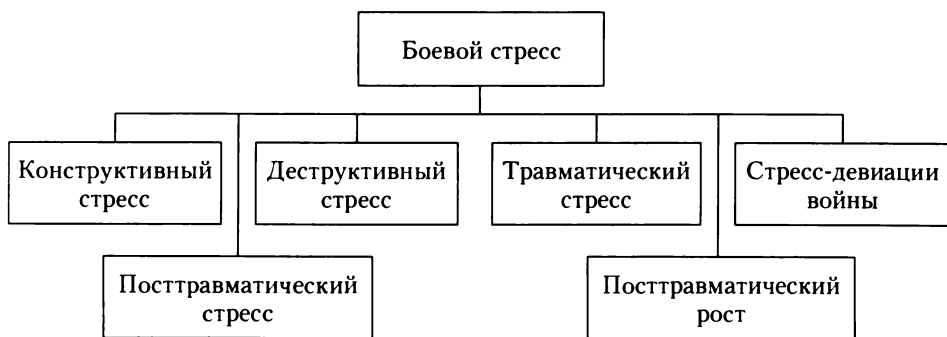 Боевой стресс
Конструктивный
стресс
Деструктивный
стресс
Травматический
стресс
Стресс-девиации
войны
Посттравматический
стресс
Посттравматический
рост